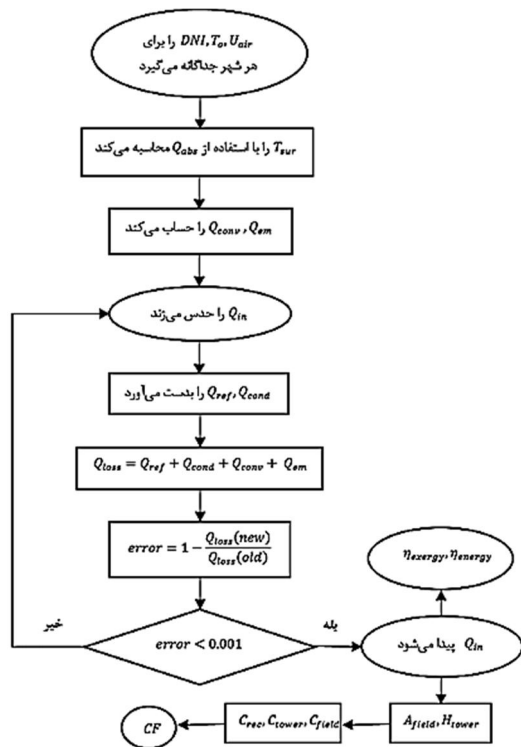 DNI, T₀, U_air را برای
هر شهر جداگانه می‌گیرد
T_sur را با استفاده از Q_abs محاسبه می‌کند
Q_conv, Q_em را حساب می‌کند
Q_in را حدس می‌زند
Q_ref, Q_cond را بدست می‌آورد
Q_loss = Q_ref + Q_cond + Q_conv + Q_em
error = 1 − Q_loss(new) / Q_loss(old)
error < 0.001
خیر
بله
Q_in پیدا می‌شود
η_exergy, η_energy
A_field, H_tower
C_rec, C_tower, C_field
CF